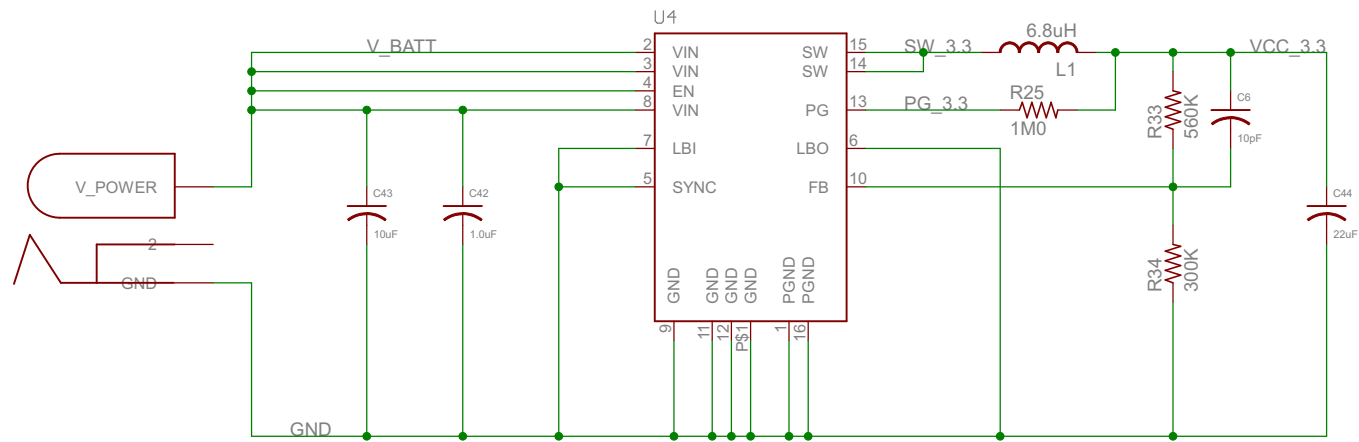 U4
V_BATT
2 VIN SW 15 SW_3.3 6.8uH VCC_3.3
3 VIN SW 14 L1
4 EN
8 VIN PG 13 PG_3.3 R25
1M0
R33
560K
C6
10pF
7 LBI LBO 6
5 SYNC FB 10
V_POWER
C43
10uF
C42
1.0uF
C44
22uF
2
GND
R34
300K
GND GND GND GND PGND PGND
9 11 12 P$1 1 16
GND